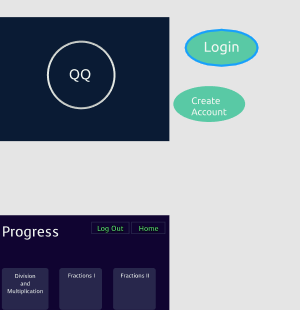 QQ
Login
Create
Account
Progress
Log Out
Home
Division
and
Multiplication
Fractions I
Fractions II